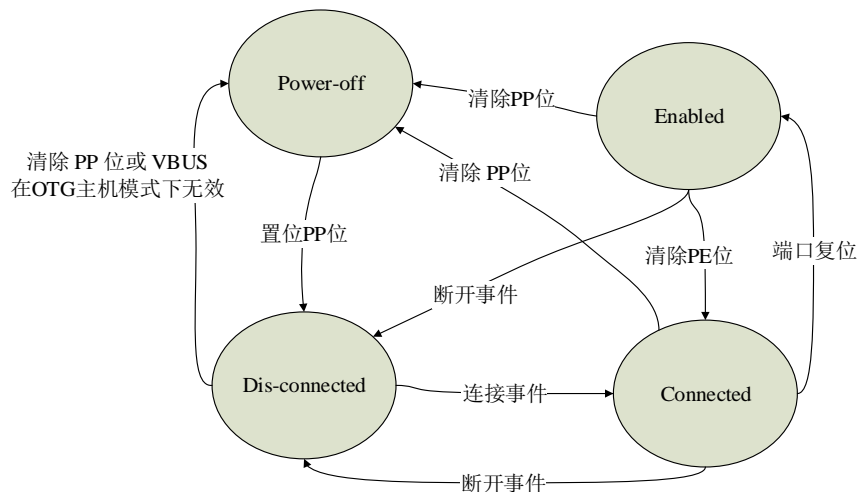 Power-off
Enabled
清除PP位
清除 PP 位或 VBUS
在OTG主机模式下无效
清除 PP位
置位PP位
清除PE位
端口复位
断开事件
Dis-connected
连接事件
Connected
断开事件